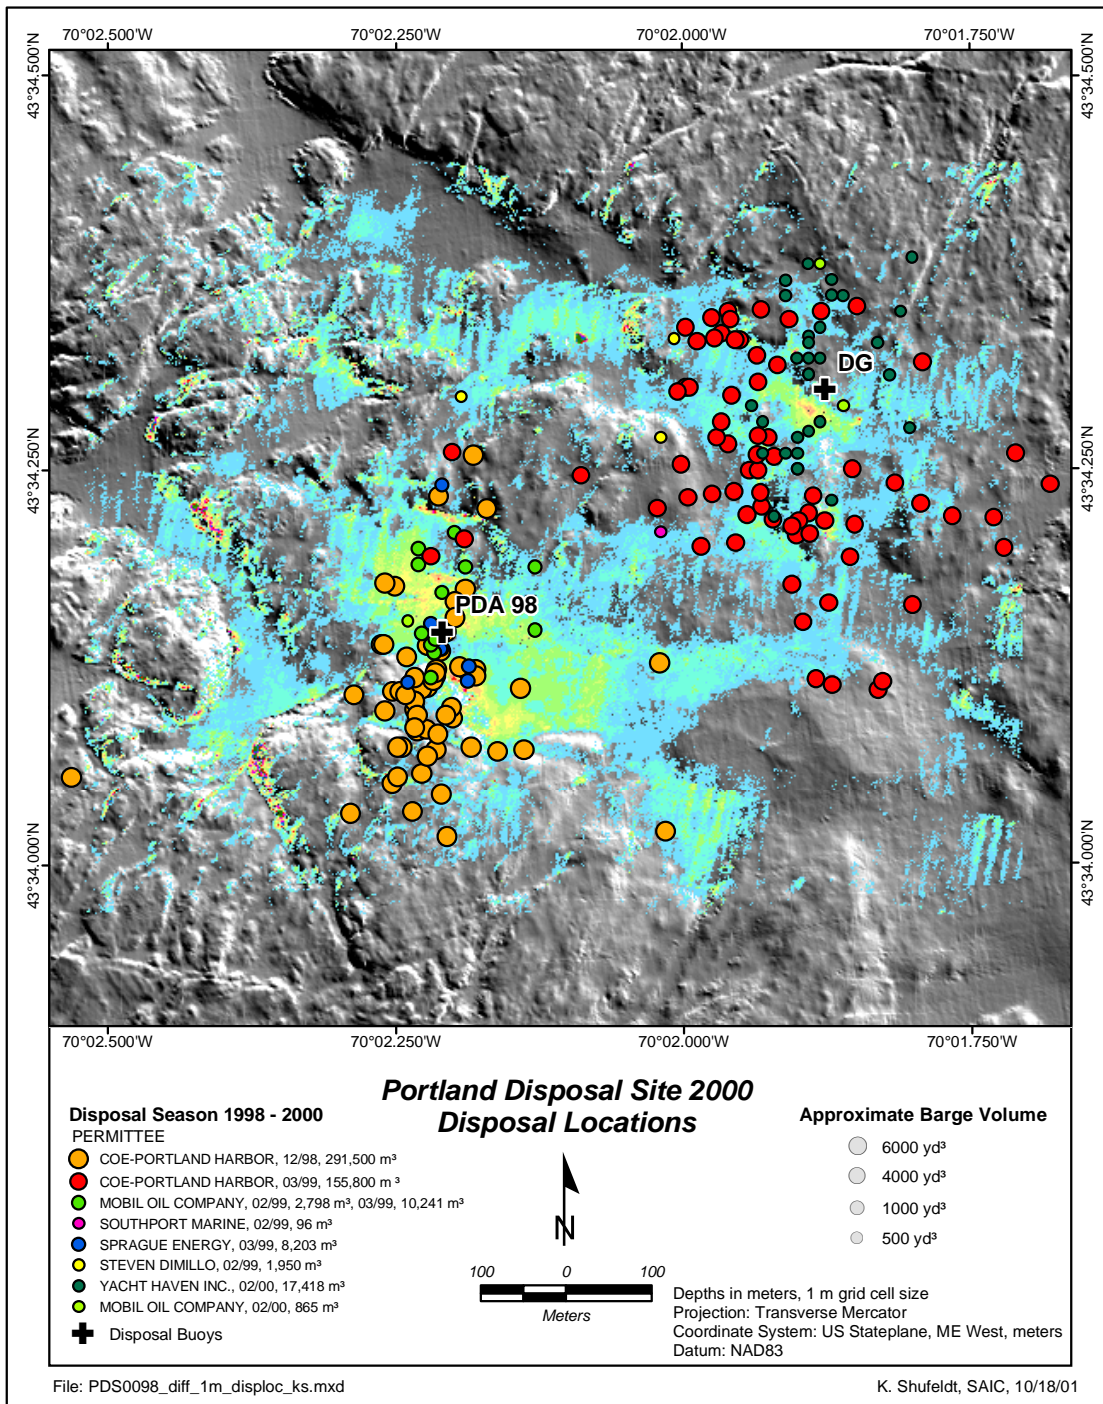 70°02.500'W 70°02.250'W 70°02.000'W 70°01.750'W
43°34.500'N 43°34.500'N
DG
43°34.250'N 43°34.250'N
PDA 98
43°34.000'N 43°34.000'N
70°02.500'W 70°02.250'W 70°02.000'W 70°01.750'W
Portland Disposal Site 2000
Disposal Locations
Disposal Season 1998 - 2000
PERMITTEE
COE-PORTLAND HARBOR, 12/98, 291,500 m³
COE-PORTLAND HARBOR, 03/99, 155,800 m³
MOBIL OIL COMPANY, 02/99, 2,798 m³, 03/99, 10,241 m³
SOUTHPORT MARINE, 02/99, 96 m³
SPRAGUE ENERGY, 03/99, 8,203 m³
STEVEN DIMILLO, 02/99, 1,950 m³
YACHT HAVEN INC., 02/00, 17,418 m³
MOBIL OIL COMPANY, 02/00, 865 m³
Disposal Buoys
N
100 0 100
Meters
Approximate Barge Volume
6000 yd³
4000 yd³
1000 yd³
500 yd³
Depths in meters, 1 m grid cell size
Projection: Transverse Mercator
Coordinate System: US Stateplane, ME West, meters
Datum: NAD83
File: PDS0098_diff_1m_disploc_ks.mxd
K. Shufeldt, SAIC, 10/18/01